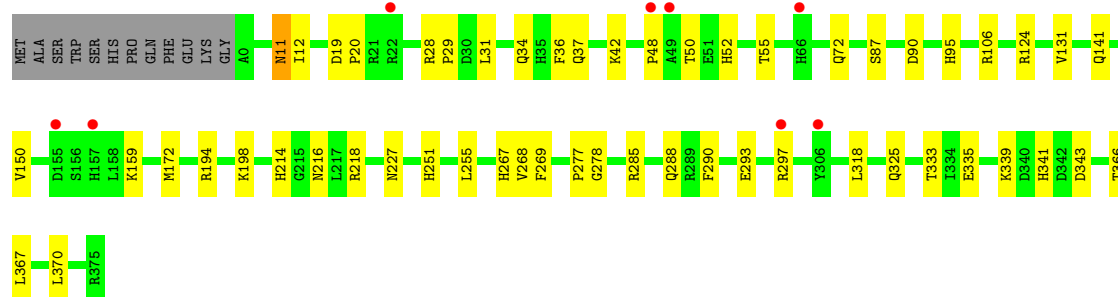 MET ALA SER TRP SER HIS PRO GLN PHE GLU LYS GLY A0 N11 I12 D19 P20 R21 R22 R28 P29 D30 L31 Q34 H35 F36 Q37 K42 P48 A49 T50 E51 H52 T55 H66 Q72 S87 D90 H95 R106 R124 V131 Q141
V150 D155 S156 H157 L158 K159 M172 R194 K198 H214 G215 N216 L217 R218 N227 H251 L255 H267 V268 F269 P277 G278 R285 Q288 R289 F290 E293 R297 Y306 L318 Q325 T333 I334 E335 K339 D340 H341 D342 D343 T366
L367 L370 R375